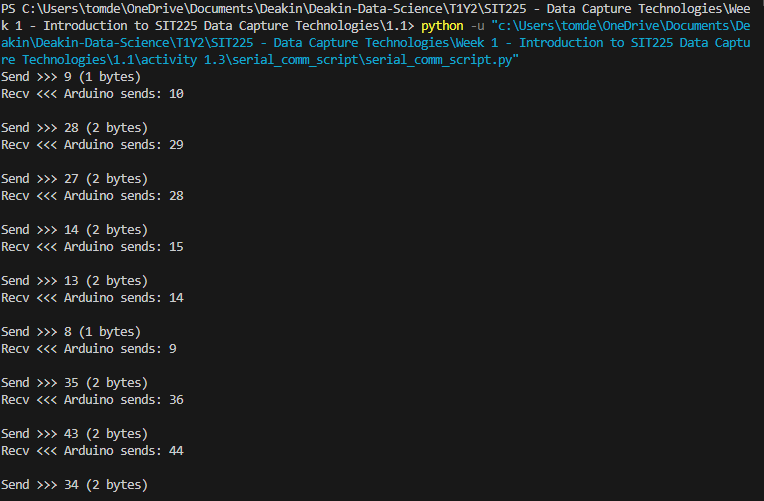 PS C:\Users\tomde\OneDrive\Documents\Deakin\Deakin-Data-Science\T1Y2\SIT225 - Data Capture Technologies\Wee
k 1 - Introduction to SIT225 Data Capture Technologies\1.1> python -u "c:\Users\tomde\OneDrive\Documents\De
akin\Deakin-Data-Science\T1Y2\SIT225 - Data Capture Technologies\Week 1 - Introduction to SIT225 Data Captu
re Technologies\1.1\activity 1.3\serial_comm_script\serial_comm_script.py"
Send >>> 9 (1 bytes)
Recv <<< Arduino sends: 10
Send >>> 28 (2 bytes)
Recv <<< Arduino sends: 29
Send >>> 27 (2 bytes)
Recv <<< Arduino sends: 28
Send >>> 14 (2 bytes)
Recv <<< Arduino sends: 15
Send >>> 13 (2 bytes)
Recv <<< Arduino sends: 14
Send >>> 8 (1 bytes)
Recv <<< Arduino sends: 9
Send >>> 35 (2 bytes)
Recv <<< Arduino sends: 36
Send >>> 43 (2 bytes)
Recv <<< Arduino sends: 44
Send >>> 34 (2 bytes)